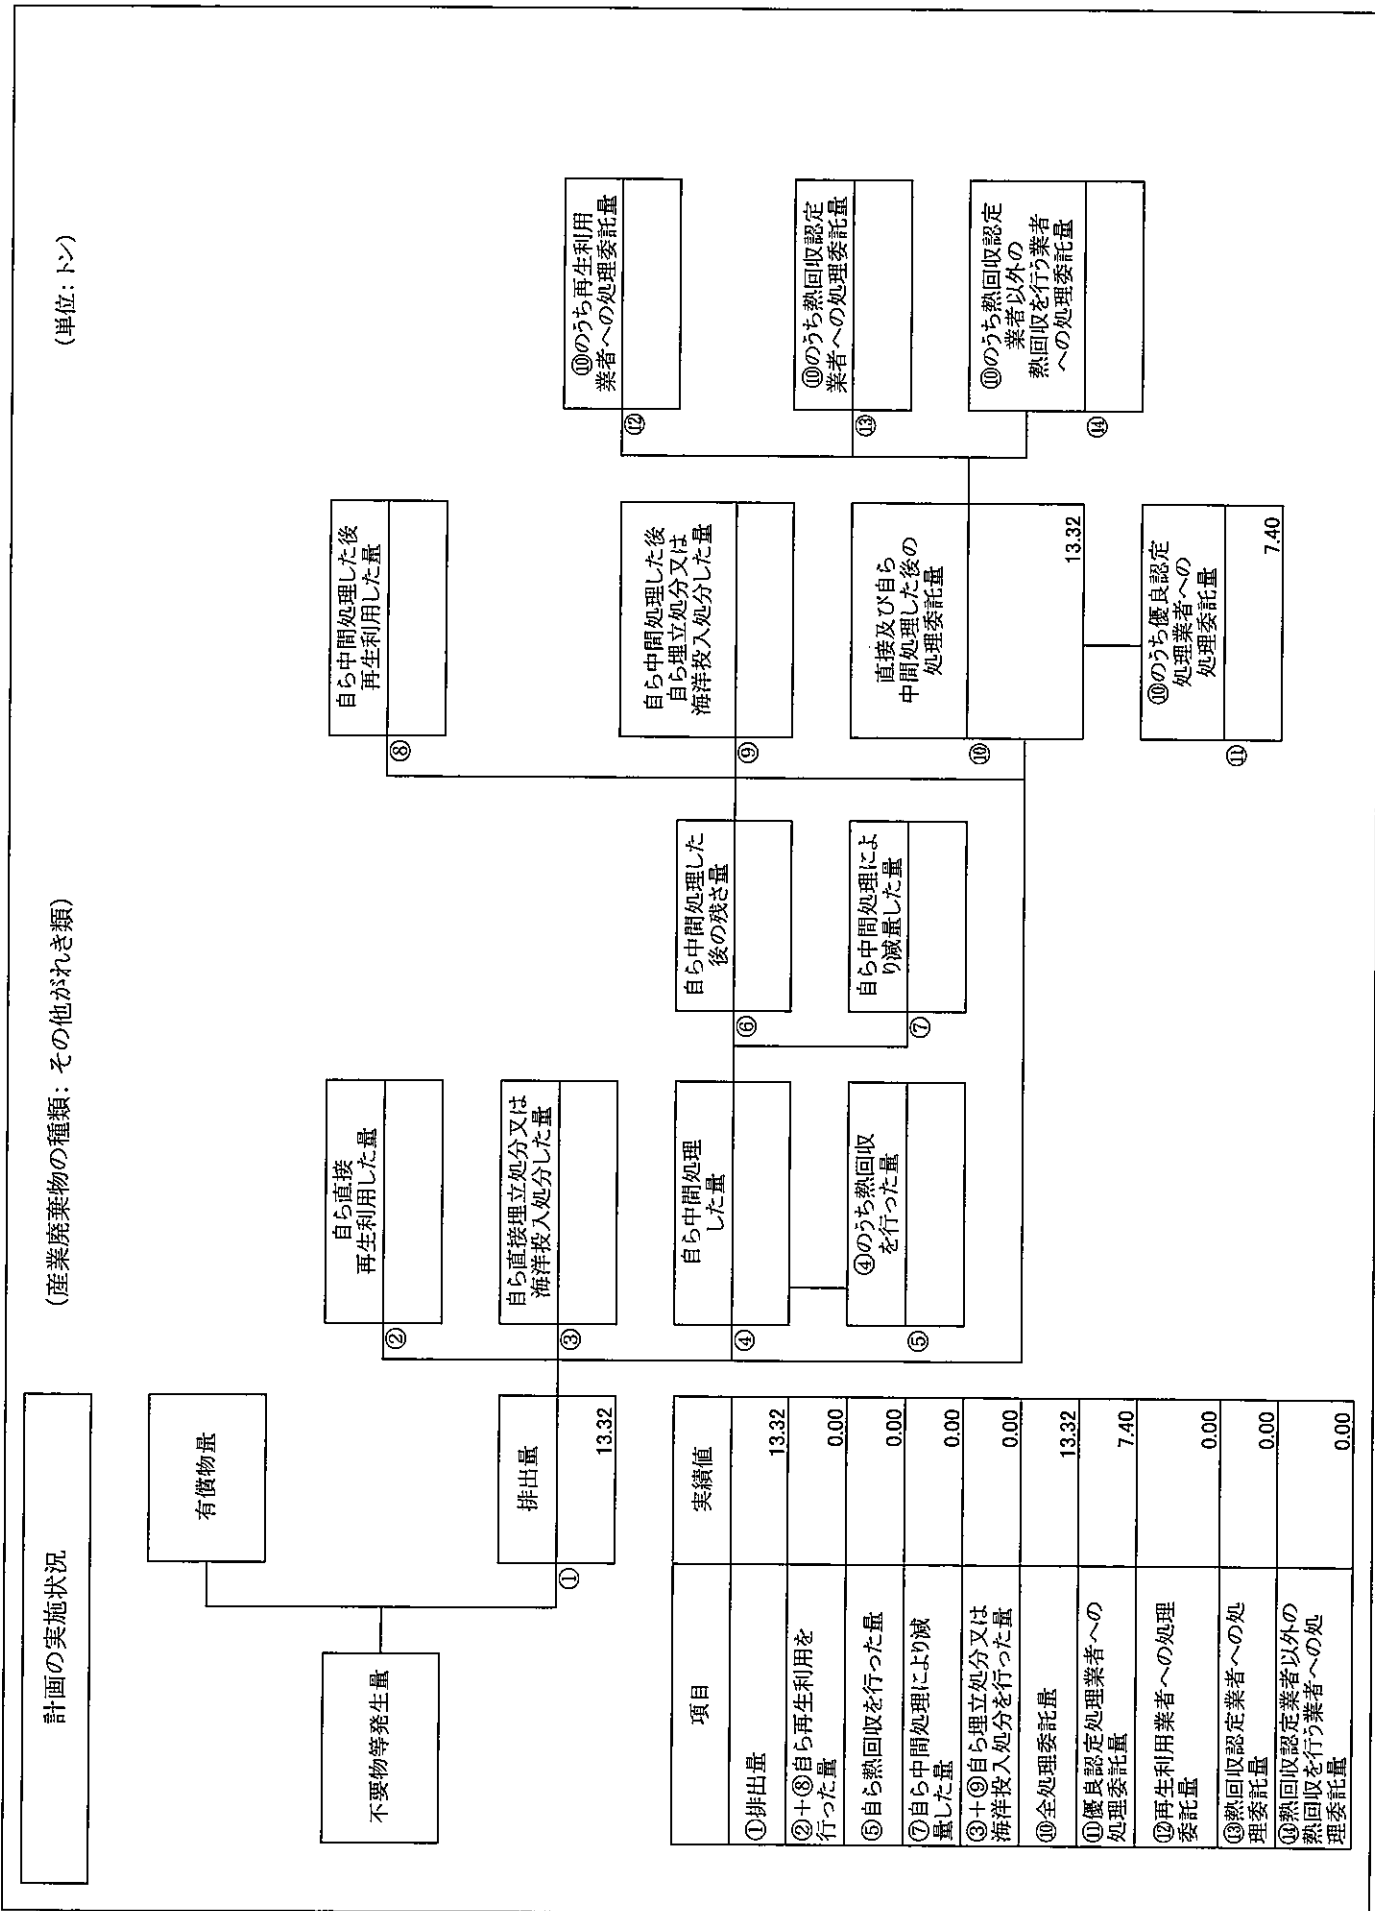 計画の実施状況
(産業廃棄物の種類: その他がれき類)
(単位: トン)
不要物等発生量
有償物量
排出量
①
13.32
自ら直接
再生利用した量
②
自ら直接埋立処分又は
海洋投入処分した量
③
自ら中間処理
した量
④
④のうち熱回収
を行った量
⑤
自ら中間処理した
後の残さ量
⑥
自ら中間処理によ
り減量した量
⑦
自ら中間処理した後
再生利用した量
⑧
自ら中間処理した後
自ら埋立処分又は
海洋投入処分した量
⑨
直接及び自ら
中間処理した後の
処理委託量
⑩
13.32
⑩のうち優良認定
処理業者への
処理委託量
⑪
7.40
⑩のうち再生利用
業者への処理委託量
⑫
⑩のうち熱回収認定
業者への処理委託量
⑬
⑩のうち熱回収認定
業者以外の
熱回収を行う業者
への処理委託量
⑭
項目
実績値
①排出量
13.32
②+⑧自ら再生利用を
行った量
0.00
⑤自ら熱回収を行った量
0.00
⑦自ら中間処理により減
量した量
0.00
③+⑨自ら埋立処分又は
海洋投入処分を行った量
0.00
⑩全処理委託量
13.32
⑪優良認定処理業者への
処理委託量
7.40
⑫再生利用業者への処理
委託量
0.00
⑬熱回収認定業者への処
理委託量
0.00
⑭熱回収認定業者以外の
熱回収を行う業者への処
理委託量
0.00